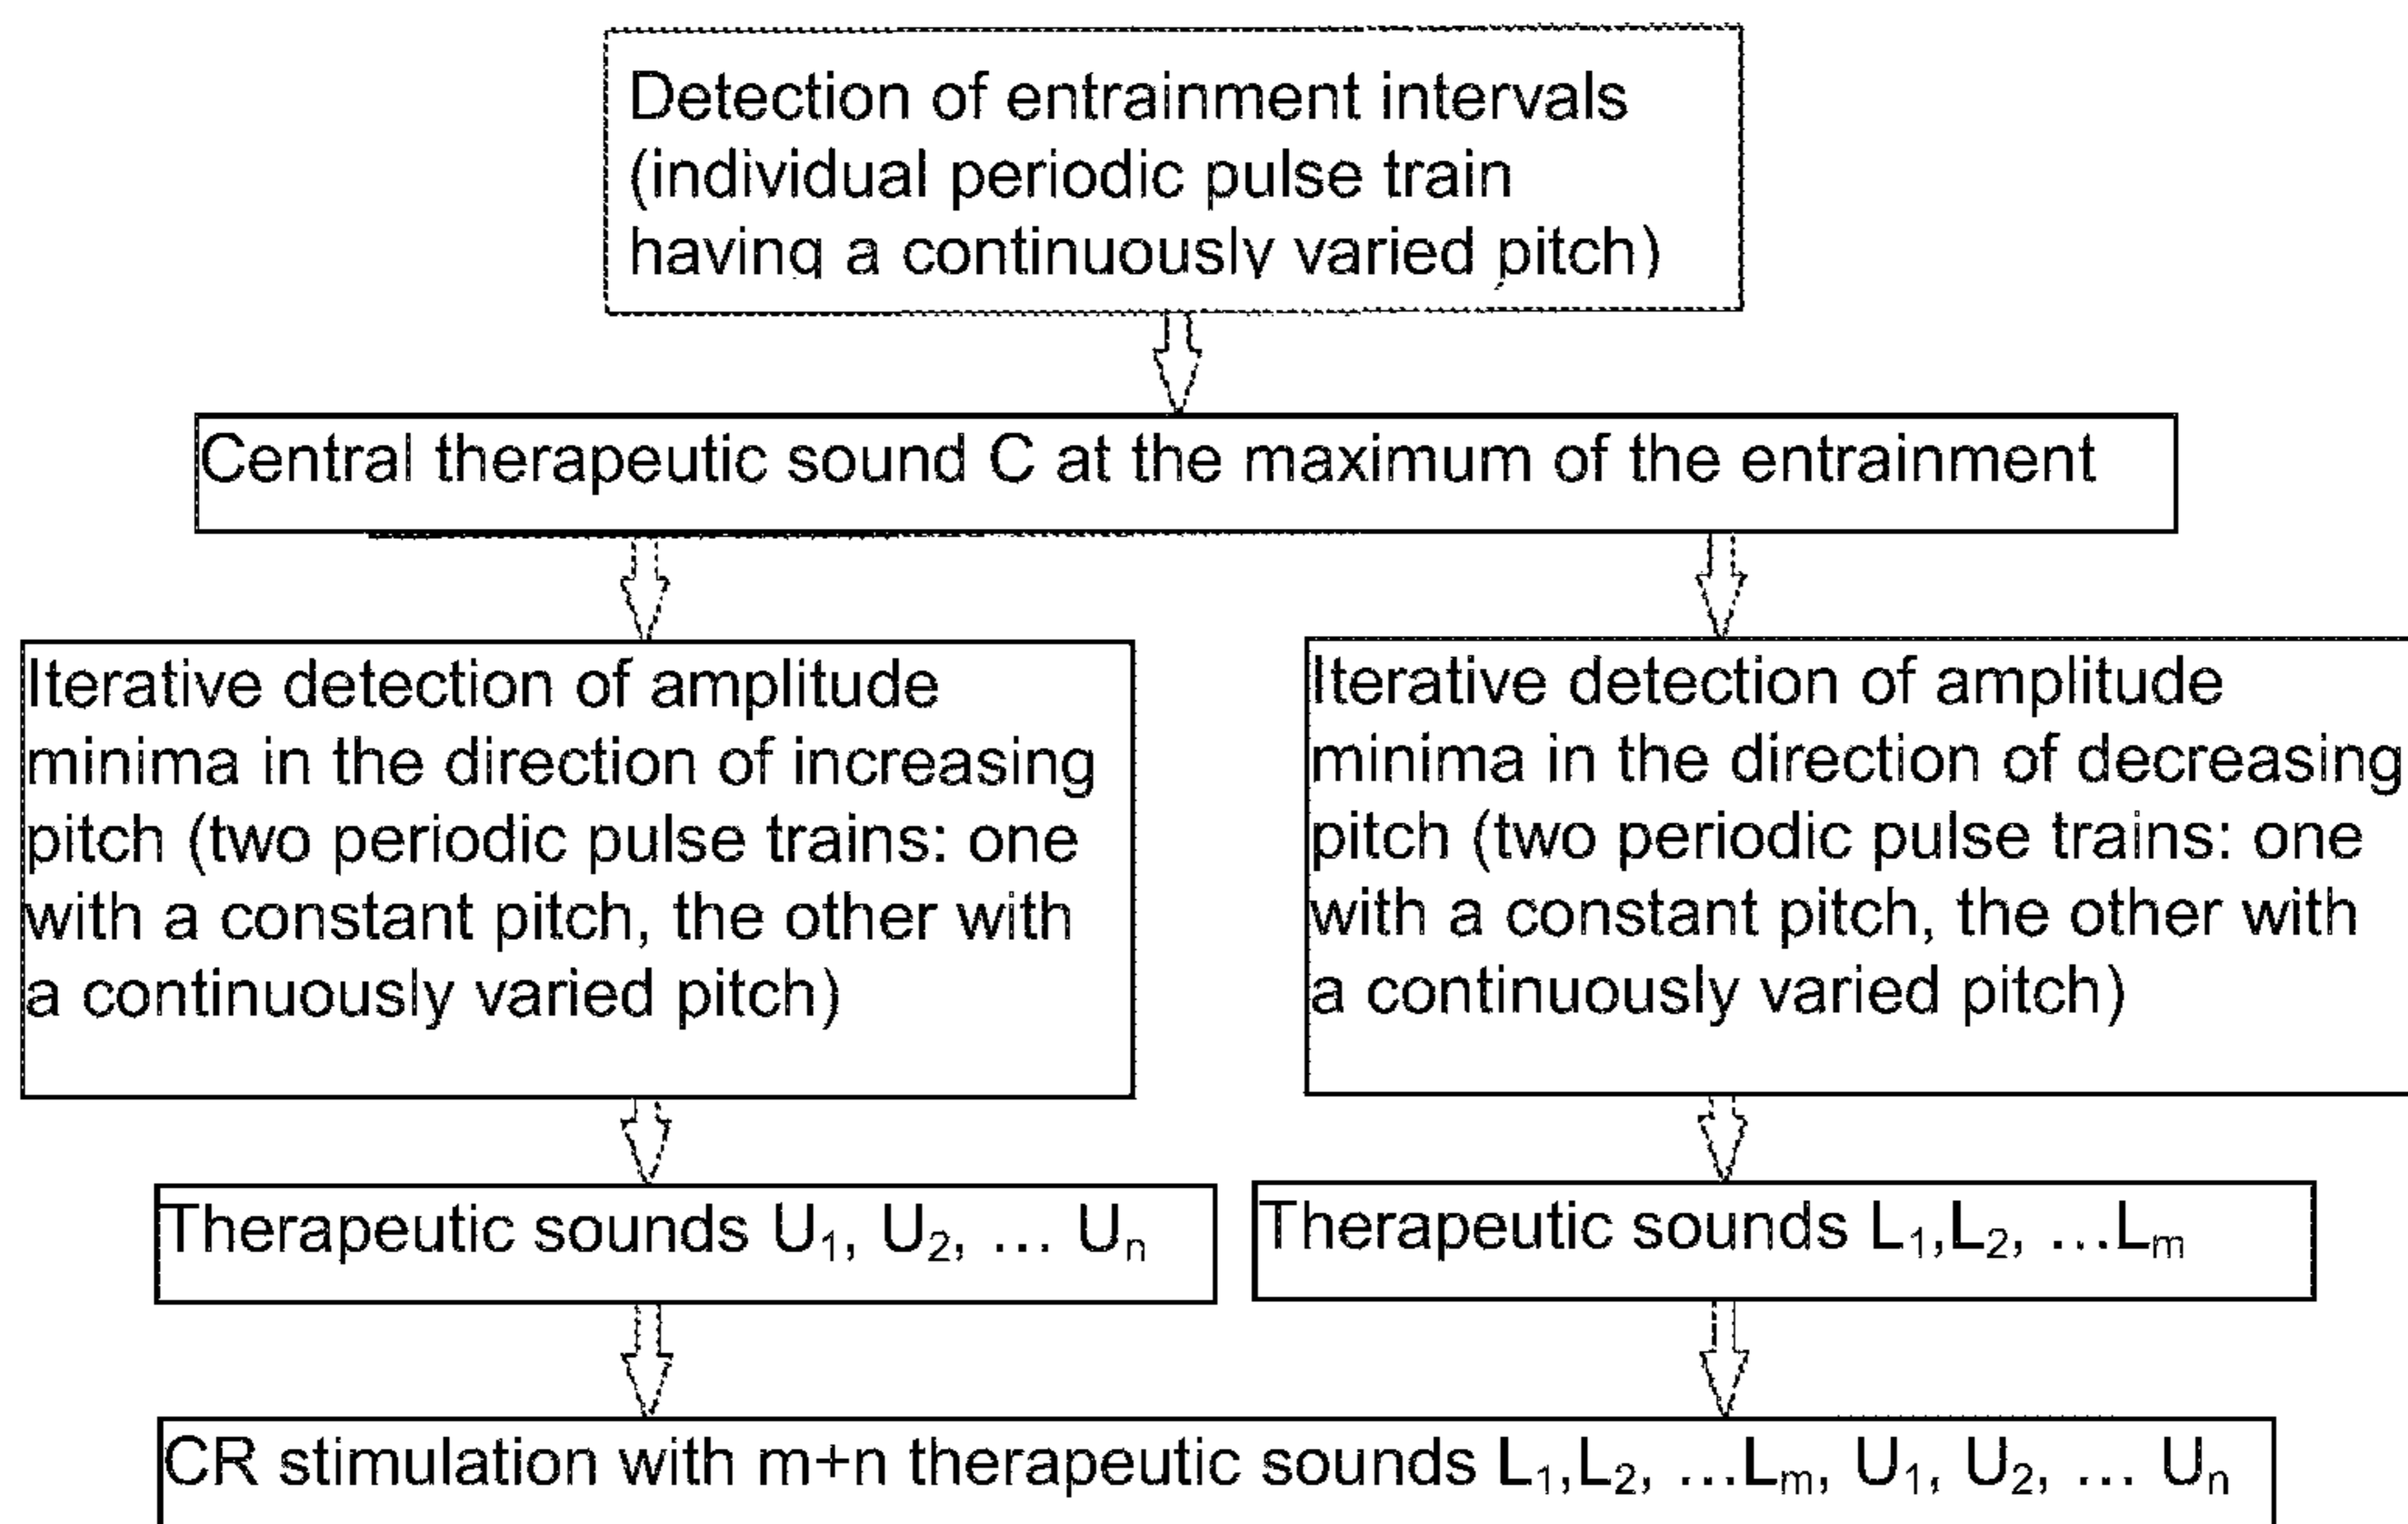 Detection of entrainment intervals
(individual periodic pulse train
having a continuously varied pitch)
Central therapeutic sound C at the maximum of the entrainment
Iterative detection of amplitude
minima in the direction of increasing
pitch (two periodic pulse trains: one
with a constant pitch, the other with
a continuously varied pitch)
Iterative detection of amplitude
minima in the direction of decreasing
pitch (two periodic pulse trains: one
with a constant pitch, the other with
a continuously varied pitch)
Therapeutic sounds U₁, U₂, … Uₙ
Therapeutic sounds L₁,L₂, …Lₘ
CR stimulation with m+n therapeutic sounds L₁,L₂, …Lₘ, U₁, U₂, … Uₙ